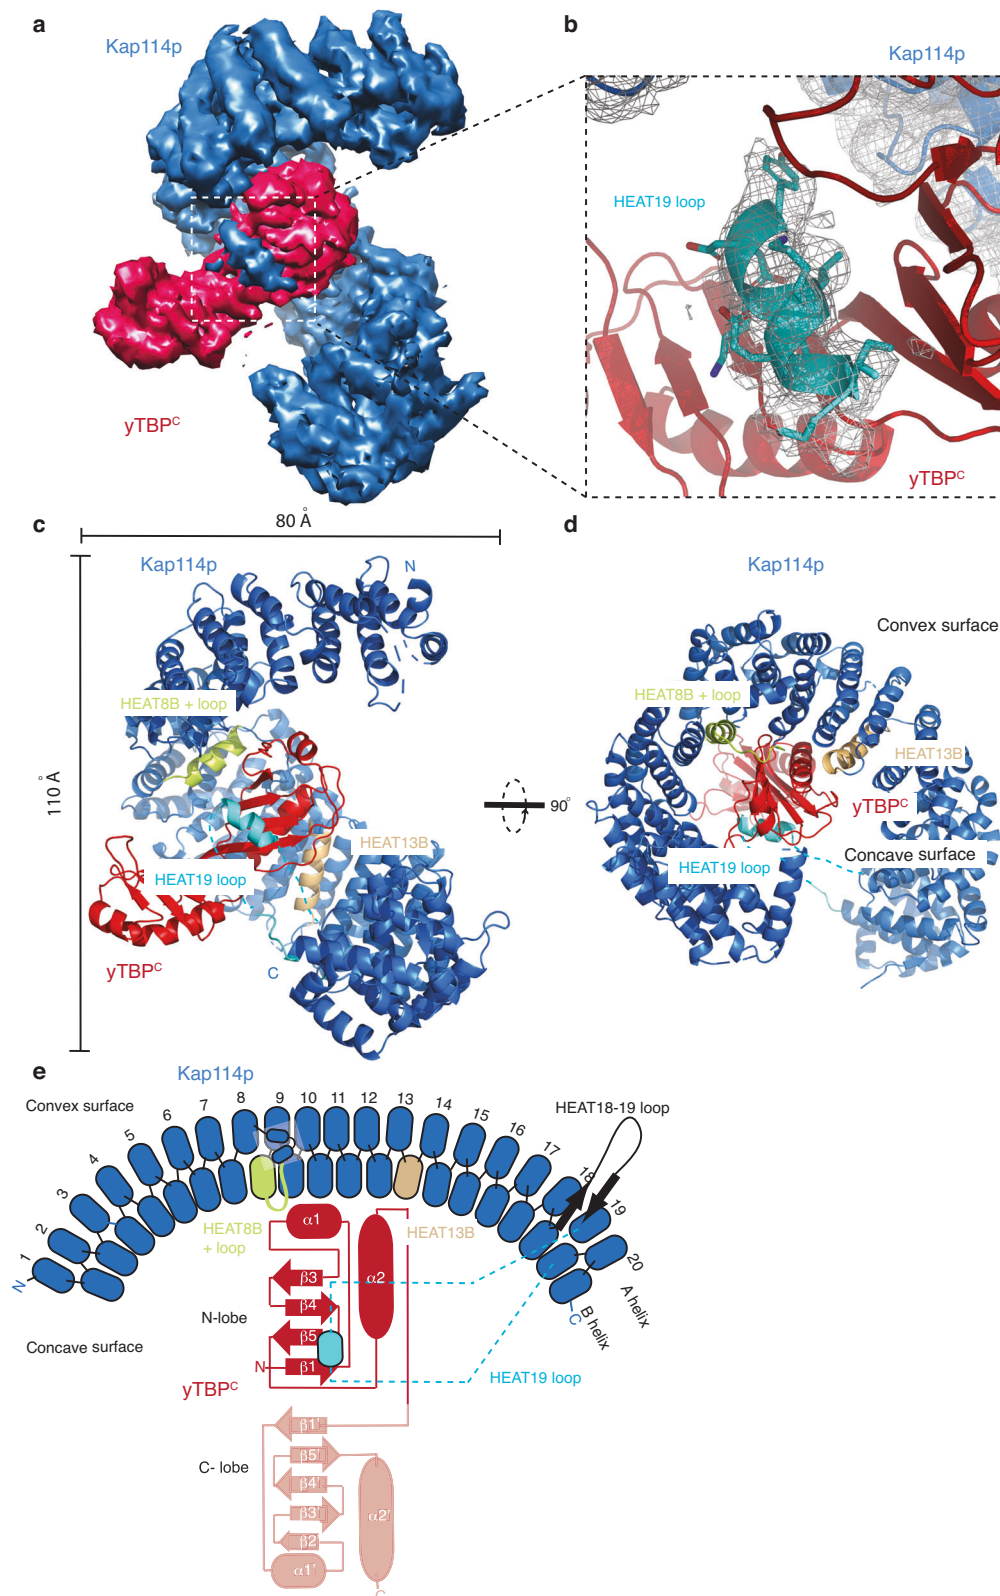 a
Kap114p
yTBPC
b
Kap114p
HEAT19 loop
yTBPC
c
80 Å
110 Å
Kap114p
N
HEAT8B + loop
HEAT13B
HEAT19 loop
yTBPC
C
90°
d
Kap114p
Convex surface
HEAT8B + loop
HEAT13B
yTBPC
Concave surface
HEAT19 loop
e
Kap114p
Convex surface
N
1
2
3
4
5
6
7
8
9
10
11
12
13
14
15
16
17
18
19
20
HEAT18-19 loop
A helix
B helix
C
HEAT8B
+ loop
HEAT13B
α1
α2
β3
β4
β5
β1
N-lobe
N
yTBPC
Concave surface
HEAT19 loop
β1'
β5'
β4'
β3'
β2
α1'
α2'
C- lobe
C